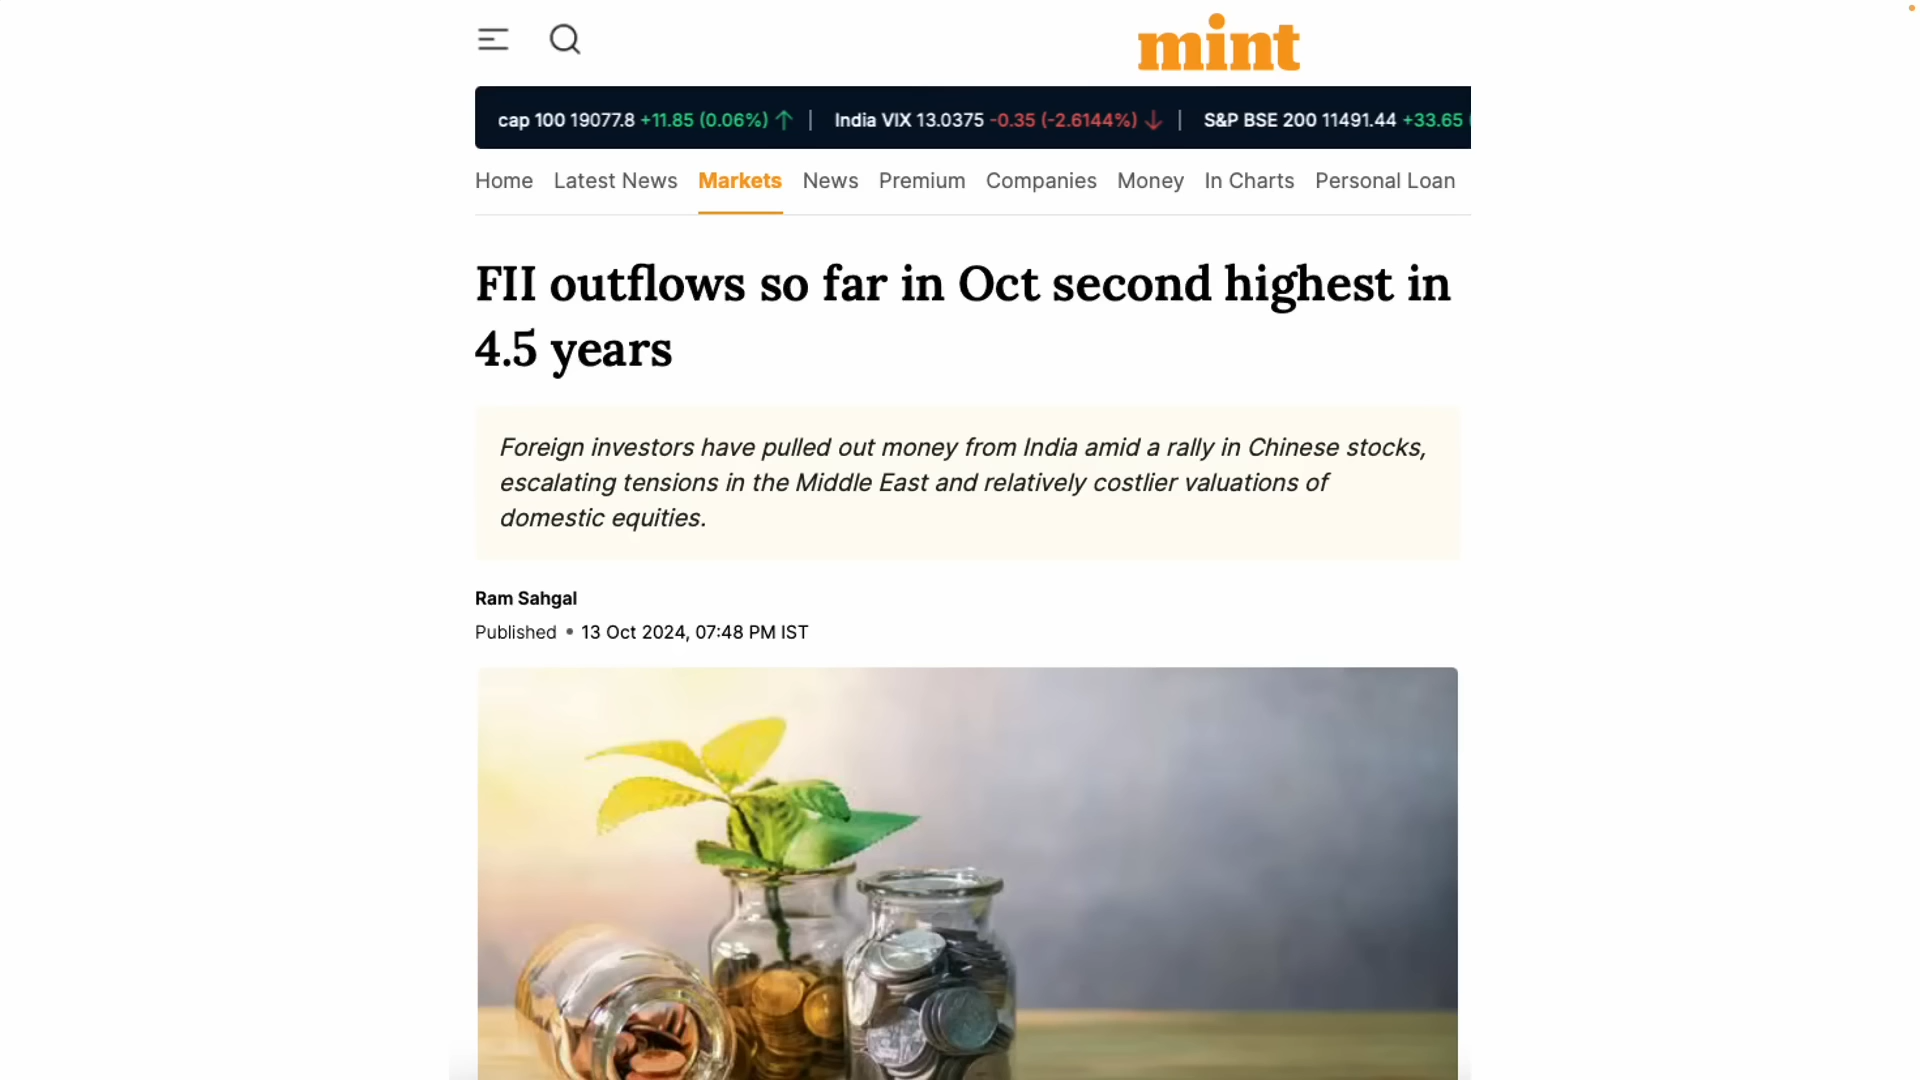 mint
cap 100 19077.8 +11.85 (0.06%) | India VIX 13.0375 -0.35 (-2.6144%) | S&P BSE 200 11491.44 +33.65
Home Latest News Markets News Premium Companies Money In Charts Personal Loan
FII outflows so far in Oct second highest in
4.5 years
Foreign investors have pulled out money from India amid a rally in Chinese stocks,
escalating tensions in the Middle East and relatively costlier valuations of
domestic equities.
Ram Sahgal
Published • 13 Oct 2024, 07:48 PM IST